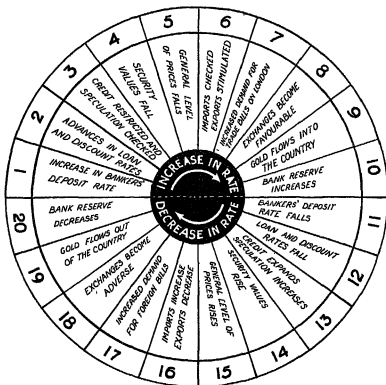 INCREASE IN RATE
DECREASE IN RATE
1
INCREASE IN BANKERS'
DEPOSIT RATE
2
ADVANCES IN LOAN
AND DISCOUNT RATES
3
CREDIT RESTRICTED AND
SPECULATION CHECKED
4
SECURITY
VALUES FALL
5
GENERAL LEVEL
OF PRICES FALLS
6
IMPORTS CHECKED
EXPORTS STIMULATED
7
INCREASED DEMAND FOR
TRADE BILLS ON LONDON
8
EXCHANGES BECOME
FAVOURABLE
9
GOLD FLOWS INTO
THE COUNTRY
10
BANK RESERVE
INCREASES
11
BANKERS' DEPOSIT
RATE FALLS
12
LOAN AND DISCOUNT
RATES FALL
13
CREDIT EXPANDS
SPECULATION INCREASES
14
SECURITY VALUES
RISE
15
GENERAL LEVEL OF
PRICES RISES
16
IMPORTS INCREASE
EXPORTS DECREASE
17
INCREASED DEMAND
FOR FOREIGN BILLS
18
EXCHANGES BECOME
ADVERSE
19
GOLD FLOWS OUT
OF THE COUNTRY
20
BANK RESERVE
DECREASES